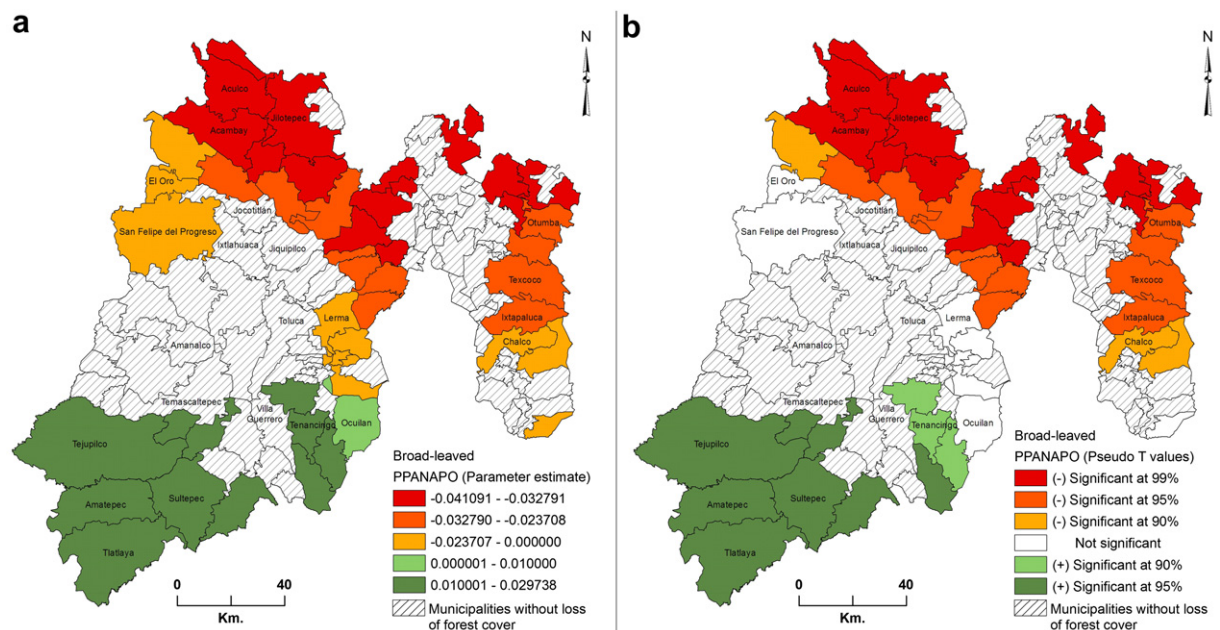 a
N
Aculco
Jilotepec
Acambay
El Oro
Jocotitlán
San Felipe del Progreso
Ixtlahuaca
Jiquipilco
Otumba
Texcoco
Ixtapaluca
Toluca
Lerma
Chalco
Amanalco
Temascaltepec
Villa
Guerrero
Tenancingo
Ocuilan
Tejupilco
Amatepec
Sultepec
Tlatlaya
Broad-leaved
PPANAPO (Parameter estimate)
-0.041091 - -0.032791
-0.032790 - -0.023708
-0.023707 - 0.000000
0.000001 - 0.010000
0.010001 - 0.029738
Municipalities without loss
of forest cover
0 40
Km.
b
N
Aculco
Jilotepec
Acambay
El Oro
Jocotitlán
San Felipe del Progreso
Ixtlahuaca
Jiquipilco
Otumba
Texcoco
Ixtapaluca
Toluca
Lerma
Chalco
Amanalco
Temascaltepec
Villa
Guerrero
Tenancingo
Ocuilan
Tejupilco
Amatepec
Sultepec
Tlatlaya
Broad-leaved
PPANAPO (Pseudo T values)
(-) Significant at 99%
(-) Significant at 95%
(-) Significant at 90%
Not significant
(+) Significant at 90%
(+) Significant at 95%
Municipalities without loss
of forest cover
0 40
Km.